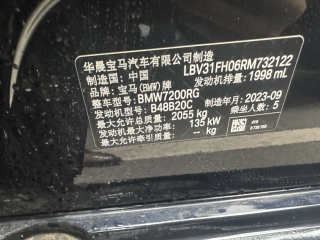 华晨宝马汽车有限公司制造
制造国：中国 LBV31FH06RM732122
品牌：宝马(BMW)牌 发动机排量：1998 mL
整车型号：BMW7200RG
发动机型号：B48B20C 制造年月：2023-09
最大允许总质量：2055 kg 乘坐人数：5
发动机最大净功率：135 kW
最大允许牵引质量：--kg